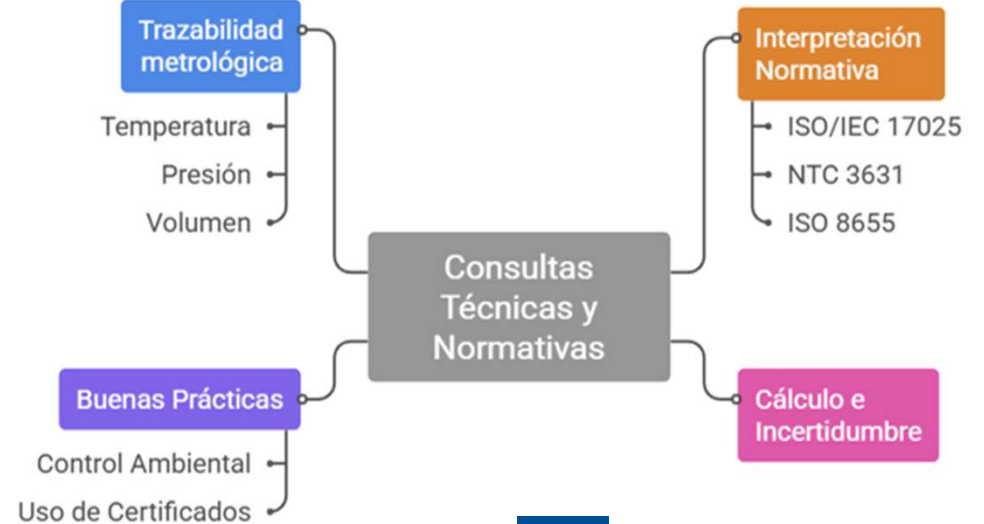 Trazabilidad
metrológica
Temperatura
Presión
Volumen
Interpretación
Normativa
ISO/IEC 17025
NTC 3631
ISO 8655
Consultas
Técnicas y
Normativas
Buenas Prácticas
Control Ambiental
Uso de Certificados
Cálculo e
Incertidumbre